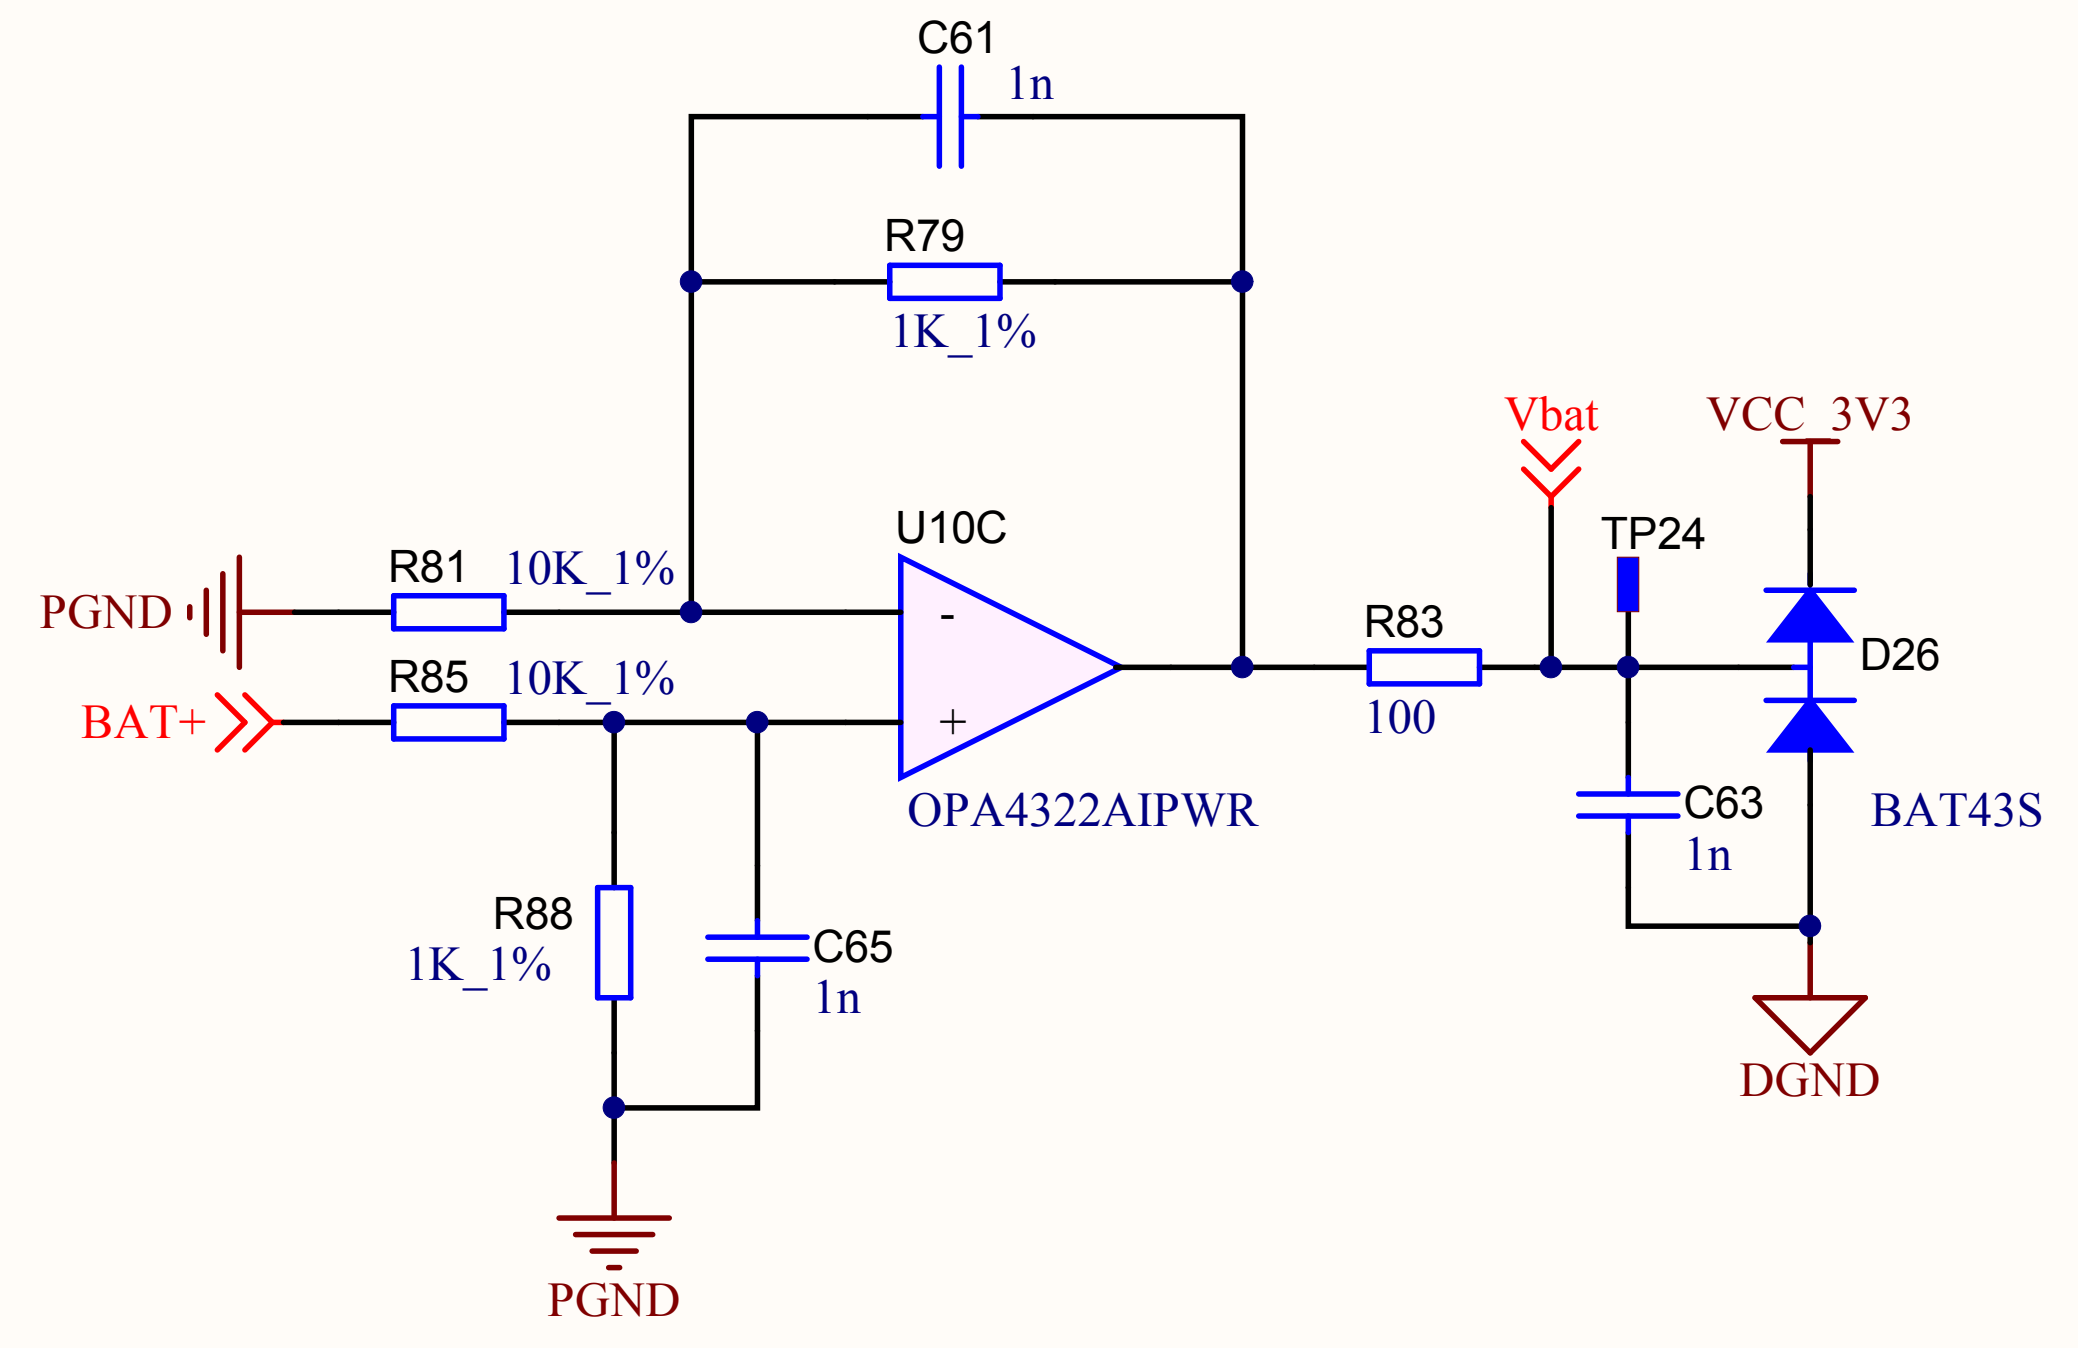 C61
1n
R79
1K_1%
Vbat
VCC_3V3
U10C
TP24
R81
10K_1%
PGND
-
R83
D26
R85
10K_1%
BAT+
+
100
OPA4322AIPWR
C63
BAT43S
1n
R88
1K_1%
C65
1n
DGND
PGND